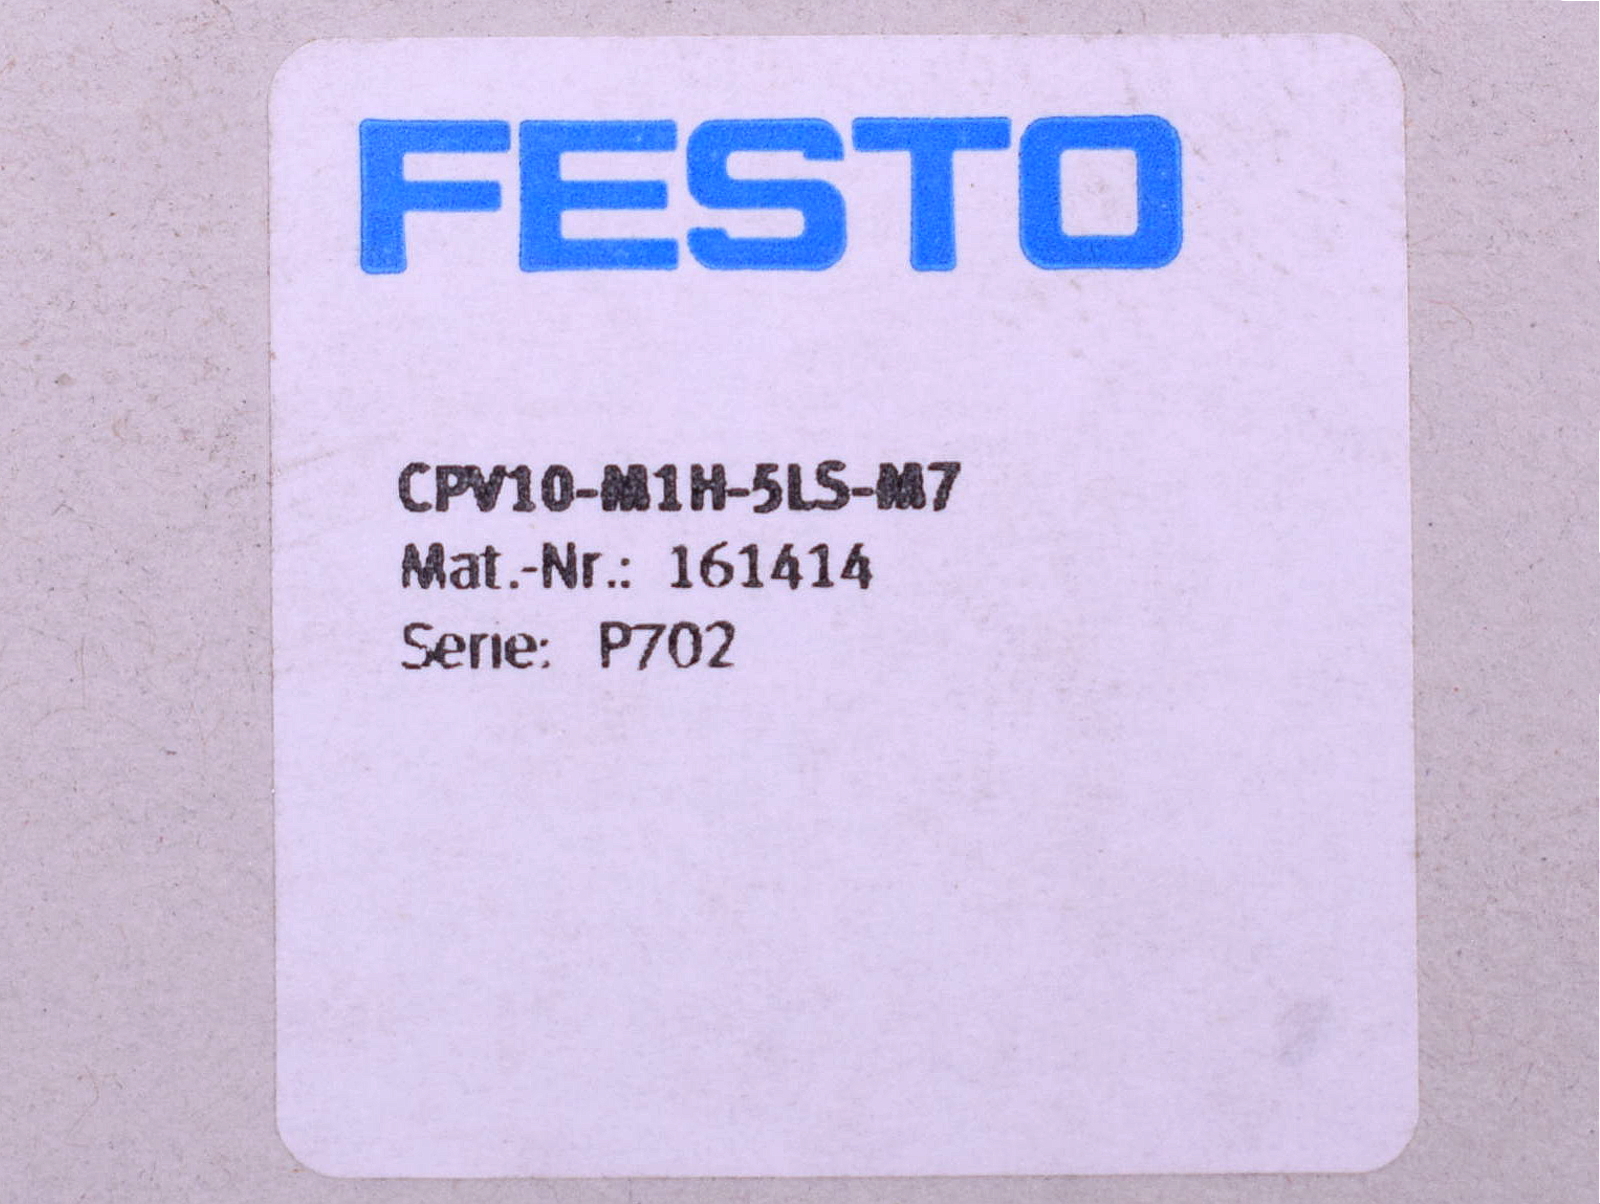 FESTO
CPV10-M1H-5LS-M7
Mat.-Nr.: 161414
Serie: P702